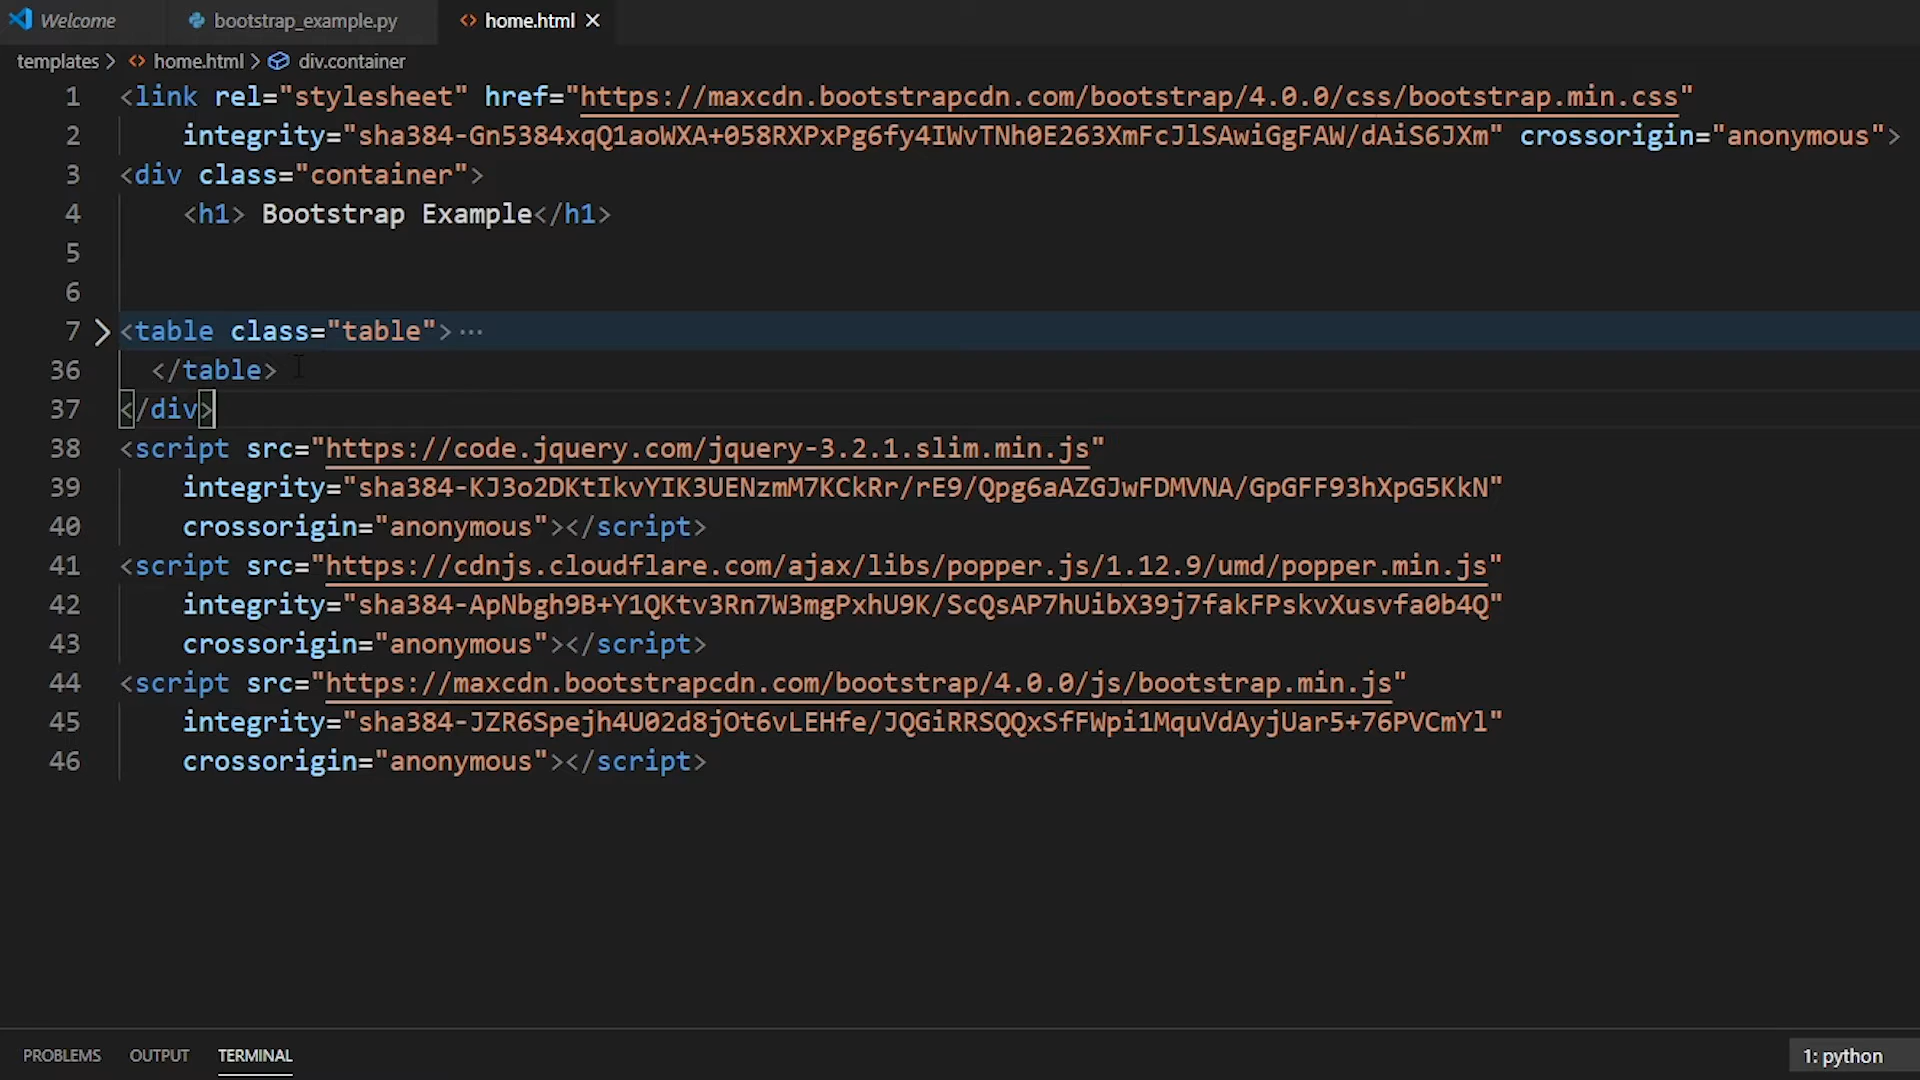 Welcome bootstrap_example.py <> home.html ×
templates > <> home.html > div.container
1 <link rel="stylesheet" href="https://maxcdn.bootstrapcdn.com/bootstrap/4.0.0/css/bootstrap.min.css"
2 integrity="sha384-Gn5384xqQ1aoWXA+058RXPxPg6fy4IWvTNh0E263XmFcJlSAwiGgFAW/dAiS6JXm" crossorigin="anonymous">
3 <div class="container">
4 <h1> Bootstrap Example</h1>
5
6
7 <table class="table"> ···
36 </table>
37 </div>
38 <script src="https://code.jquery.com/jquery-3.2.1.slim.min.js"
39 integrity="sha384-KJ3o2DKtIkvYIK3UENzmM7KCkRr/rE9/Qpg6aAZGJwFDMVNA/GpGFF93hXpG5KkN"
40 crossorigin="anonymous"></script>
41 <script src="https://cdnjs.cloudflare.com/ajax/libs/popper.js/1.12.9/umd/popper.min.js"
42 integrity="sha384-ApNbgh9B+Y1QKtv3Rn7W3mgPxhU9K/ScQsAP7hUibX39j7fakFPskvXusvfa0b4Q"
43 crossorigin="anonymous"></script>
44 <script src="https://maxcdn.bootstrapcdn.com/bootstrap/4.0.0/js/bootstrap.min.js"
45 integrity="sha384-JZR6Spejh4U02d8jOt6vLEHfe/JQGiRRSQQxSfFWpi1MquVdAyjUar5+76PVCmYl"
46 crossorigin="anonymous"></script>
PROBLEMS OUTPUT TERMINAL 1: python